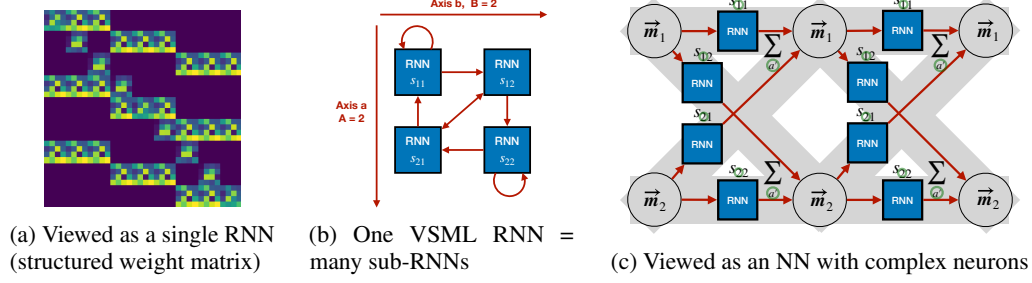 Axis b, B = 2
Axis a
A = 2
RNN
s11
RNN
s12
RNN
s21
RNN
s22
m1
s11
RNN
∑
a'
m1
s11
RNN
∑
a'
m1
s12
RNN
s12
RNN
s21
RNN
s21
RNN
m2
s22
RNN
∑
a'
m2
s22
RNN
∑
a'
m2
(a) Viewed as a single RNN
(structured weight matrix)
(b) One VSML RNN =
many sub-RNNs
(c) Viewed as an NN with complex neurons